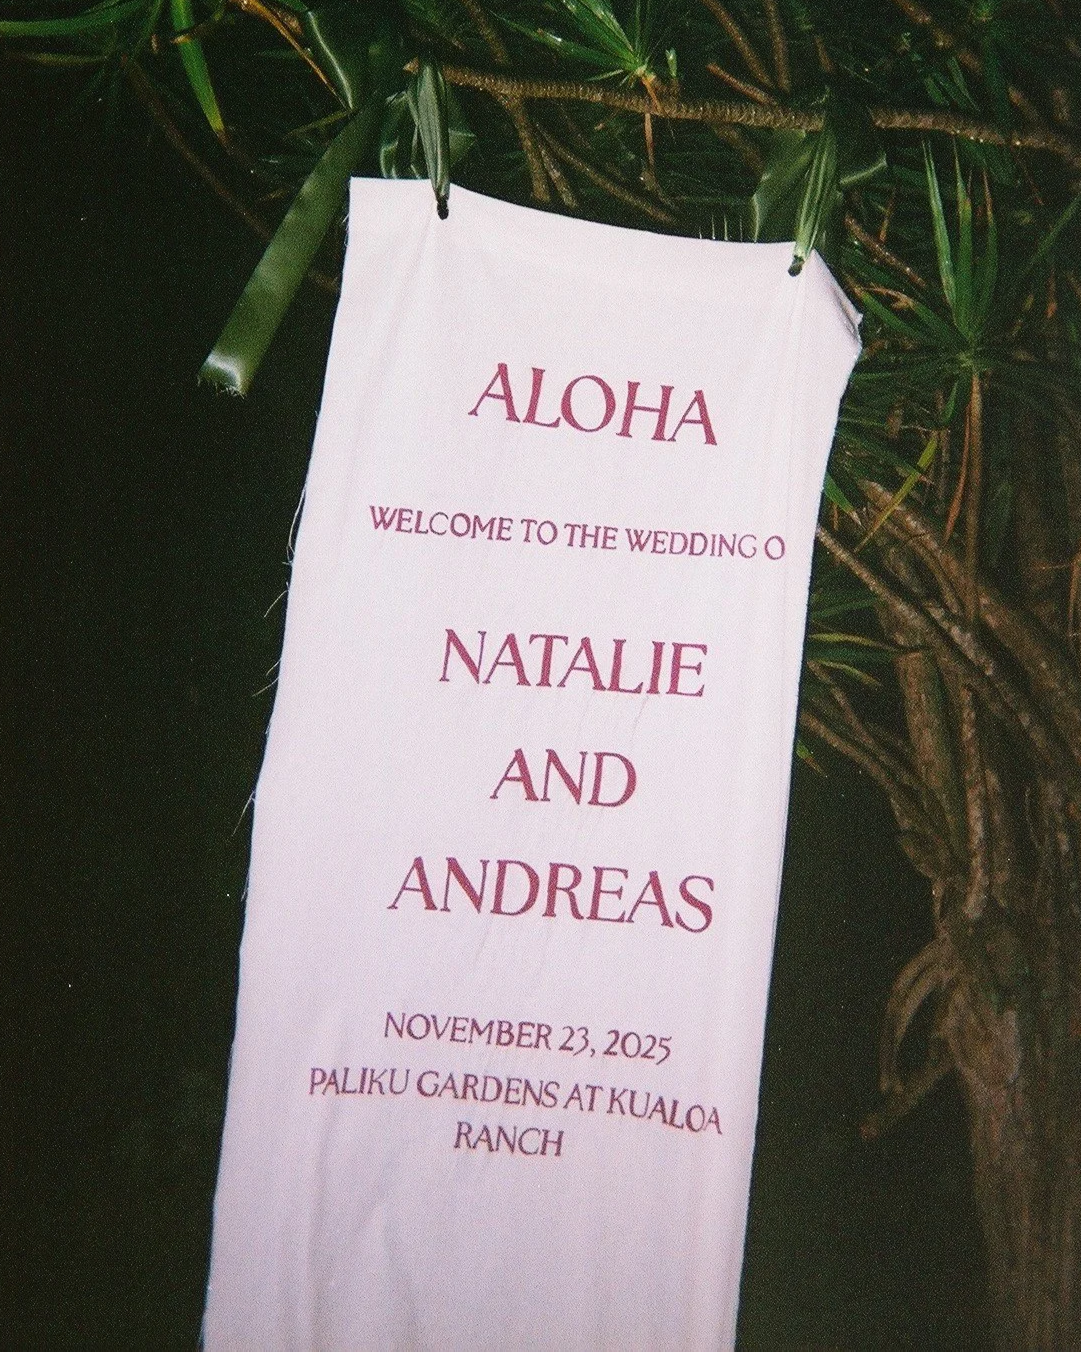 ALOHA
WELCOME TO THE WEDDING O
NATALIE
AND
ANDREAS
NOVEMBER 23, 2025
PALIKU GARDENS AT KUALOA
RANCH